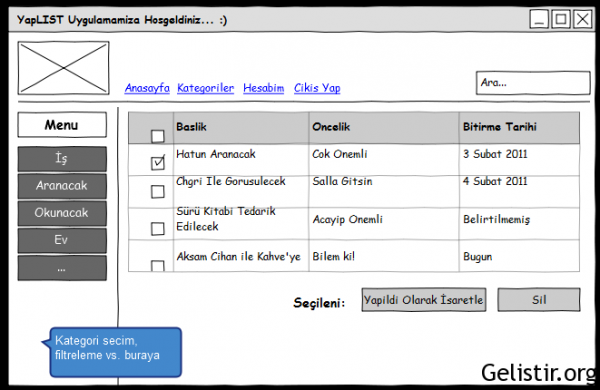 YapLIST Uygulamamiza Hosgeldiniz... :)
Anasayfa Kategoriler Hesabim Cikis Yap
Ara...
Menu
İş
Aranacak
Okunacak
Ev
...
Baslik Oncelik Bitirme Tarihi
Hatun Aranacak Cok Onemli 3 Subat 2011
Chgri Ile Gorusulecek Salla Gitsin 4 Subat 2011
Sürü Kitabi Tedarik
Edilecek Acayip Onemli Belirtilmemiş
Aksam Cihan ile Kahve'ye Bilem ki! Bugun
Seçileni: Yapildi Olarak İsaretle Sil
Kategori secim,
filtreleme vs. buraya
Gelistir.org